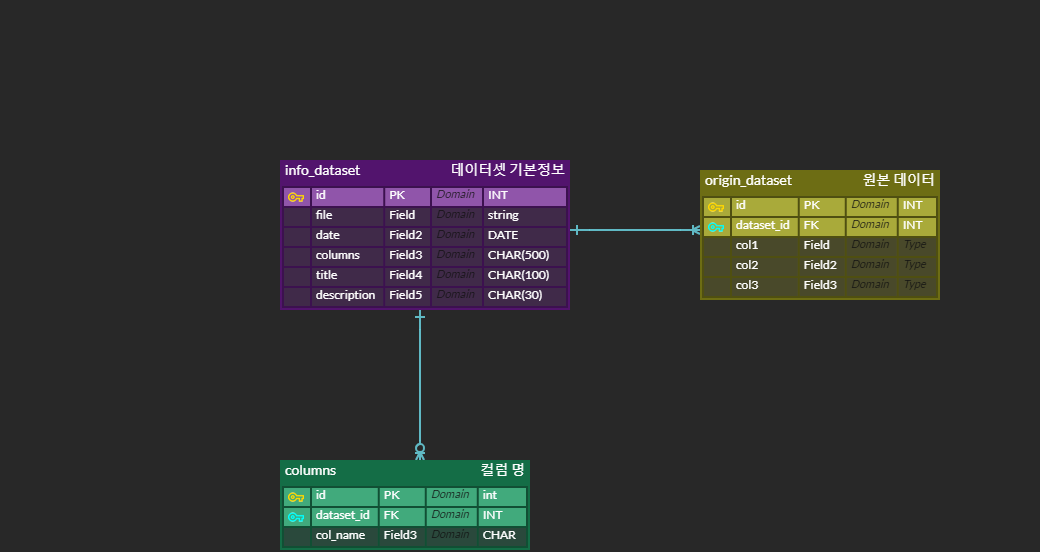 info_dataset 데이터셋 기본정보
id PK Domain INT
file Field Domain string
date Field2 Domain DATE
columns Field3 Domain CHAR(500)
title Field4 Domain CHAR(100)
description Field5 Domain CHAR(30)
origin_dataset 원본 데이터
id PK Domain INT
dataset_id FK Domain INT
col1 Field Domain Type
col2 Field2 Domain Type
col3 Field3 Domain Type
columns 컬럼 명
id PK Domain int
dataset_id FK Domain INT
col_name Field3 Domain CHAR